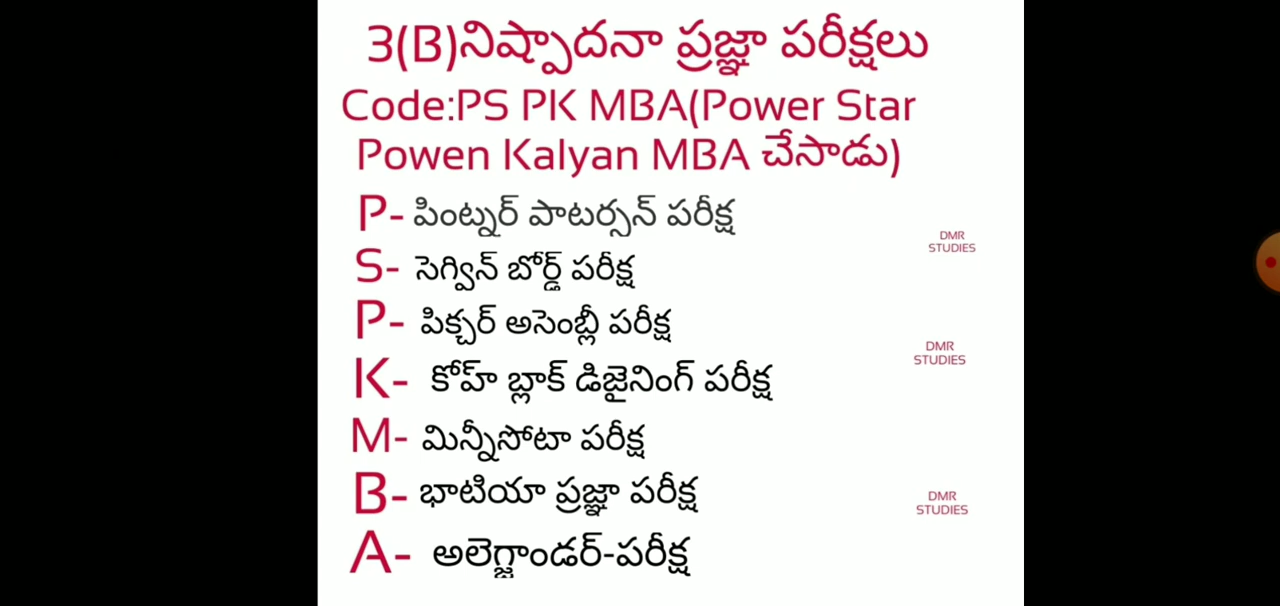 3(B)నిష్పాదనా ప్రజ్ఞా పరీక్షలు
Code:PS PK MBA(Power Star
Powen Kalyan MBA చేసాడు)
P- పింట్నర్ పాటర్సన్ పరీక్ష
DMR
STUDIES
S- సెగ్విన్ బోర్డ్ పరీక్ష
P- పిక్చర్ అసెంబ్లీ పరీక్ష
DMR
STUDIES
K- కోహ్ బ్లాక్ డిజైనింగ్ పరీక్ష
M- మిన్నీసోటా పరీక్ష
B- భాటియా ప్రజ్ఞా పరీక్ష
DMR
STUDIES
A- అలెగ్జాండర్-పరీక్ష